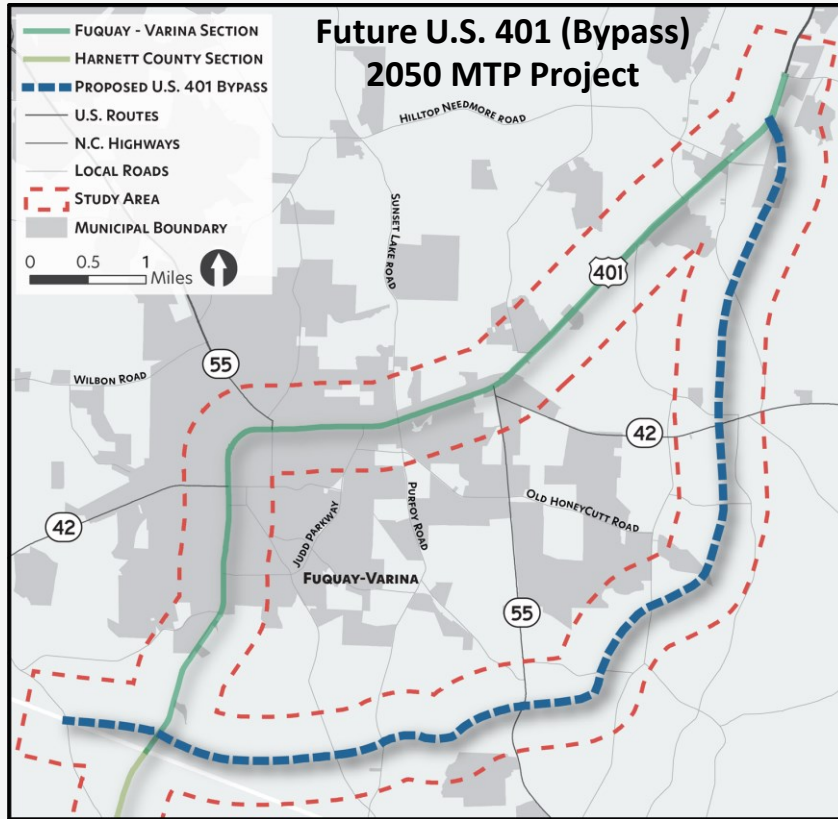 Future U.S. 401 (Bypass)
2050 MTP Project
FUQUAY - VARINA SECTION
HARNETT COUNTY SECTION
PROPOSED U.S. 401 BYPASS
U.S. ROUTES
N.C. HIGHWAYS
LOCAL ROADS
STUDY AREA
MUNICIPAL BOUNDARY
0 0.5 1
Miles
HILLTOP NEEDMORE ROAD
SUNSET LAKE ROAD
401
55
WILBON ROAD
42
OLD HONEYCUTT ROAD
42
JUDD PARKWAY
PURFOY ROAD
FUQUAY-VARINA
55